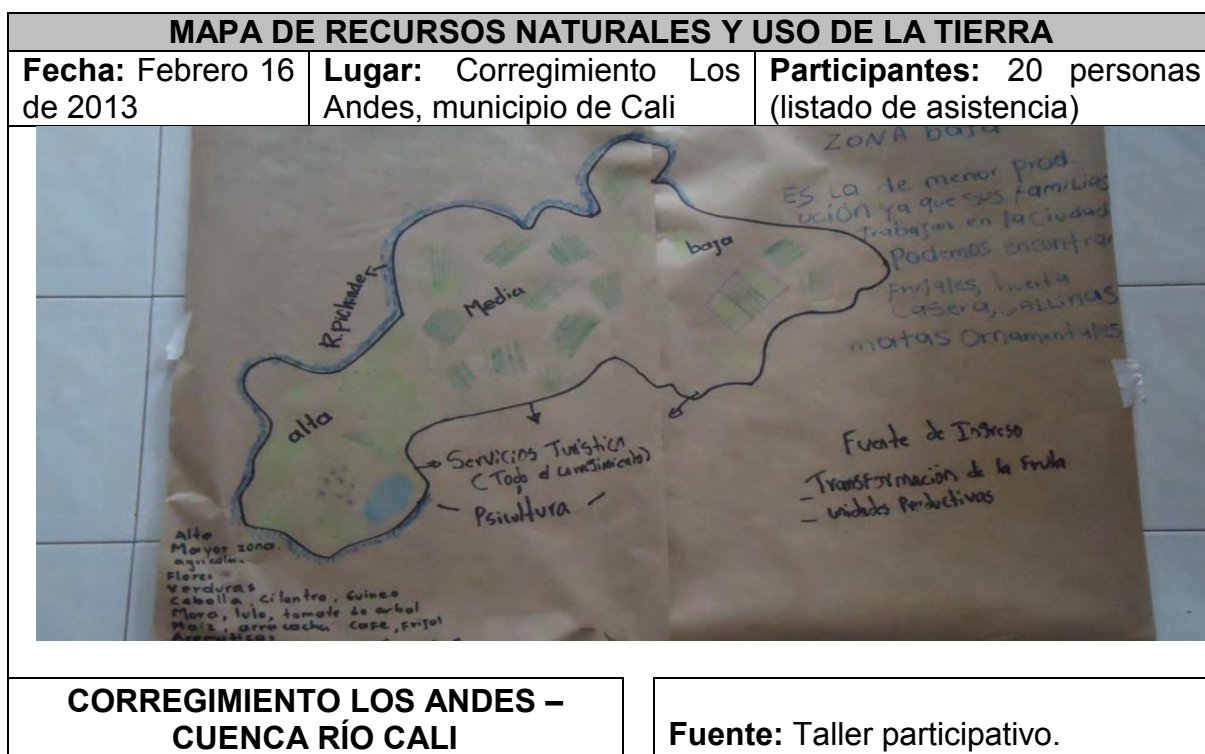 MAPA DE RECURSOS NATURALES Y USO DE LA TIERRA
Fecha: Febrero 16
de 2013
Lugar: Corregimiento Los
Andes, municipio de Cali
Participantes: 20 personas
(listado de asistencia)
ZONA baja
ES La de menor Prod
ución ya que sus familias
trabajan en la Ciudad
Podemos encontrar
Frutales, huerta
casera, GALLINAS
matas Ornamentales
baja
Media
R. Pichinde
alta
Servicios Turistica
(Todo el corregimiento)
Psicultura
Fuente de Ingreso
Transformación de la Fruta
- unidades Productivas
Alta
Mayor zona
agricola
Flores
Verduras
Cebolla, cilantro, Guineo
Mora, lulo, tomate de arbol
Maiz, arracacha Cafe, frijol
Aromaticas
CORREGIMIENTO LOS ANDES –
CUENCA RÍO CALI
Fuente: Taller participativo.